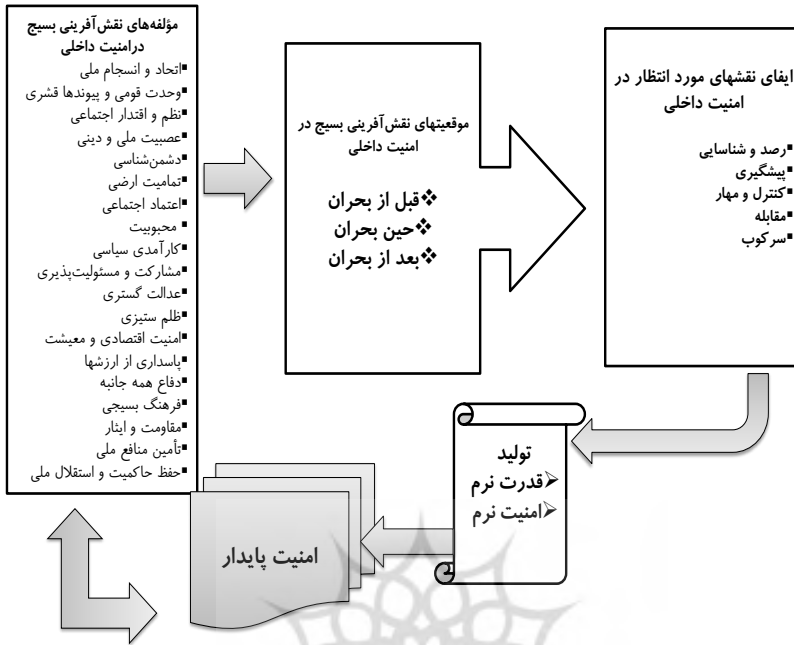 مؤلفه‌های نقش‌آفرینی بسیج
درامنیت داخلی
▪اتحاد و انسجام ملی
▪وحدت قومی و پیوندها قشری
▪نظم و اقتدار اجتماعی
▪عصبیت ملی و دینی
▪دشمن‌شناسی
▪تمامیت ارضی
▪اعتماد اجتماعی
▪محبوبیت
▪کارآمدی سیاسی
▪مشارکت و مسئولیت‌پذیری
▪عدالت گستری
▪ظلم ستیزی
▪امنیت اقتصادی و معیشت
▪پاسداری از ارزشها
▪دفاع همه جانبه
▪فرهنگ بسیجی
▪مقاومت و ایثار
▪تأمین منافع ملی
▪حفظ حاکمیت و استقلال ملی
موقعیتهای نقش‌آفرینی بسیج در
امنیت داخلی
❖قبل از بحران
❖حین بحران
❖بعد از بحران
ایفای نقشهای مورد انتظار در
امنیت داخلی
▪رصد و شناسایی
▪پیشگیری
▪کنترل و مهار
▪مقابله
▪سرکوب
تولید
➢قدرت نرم
➢امنیت نرم
امنیت پایدار